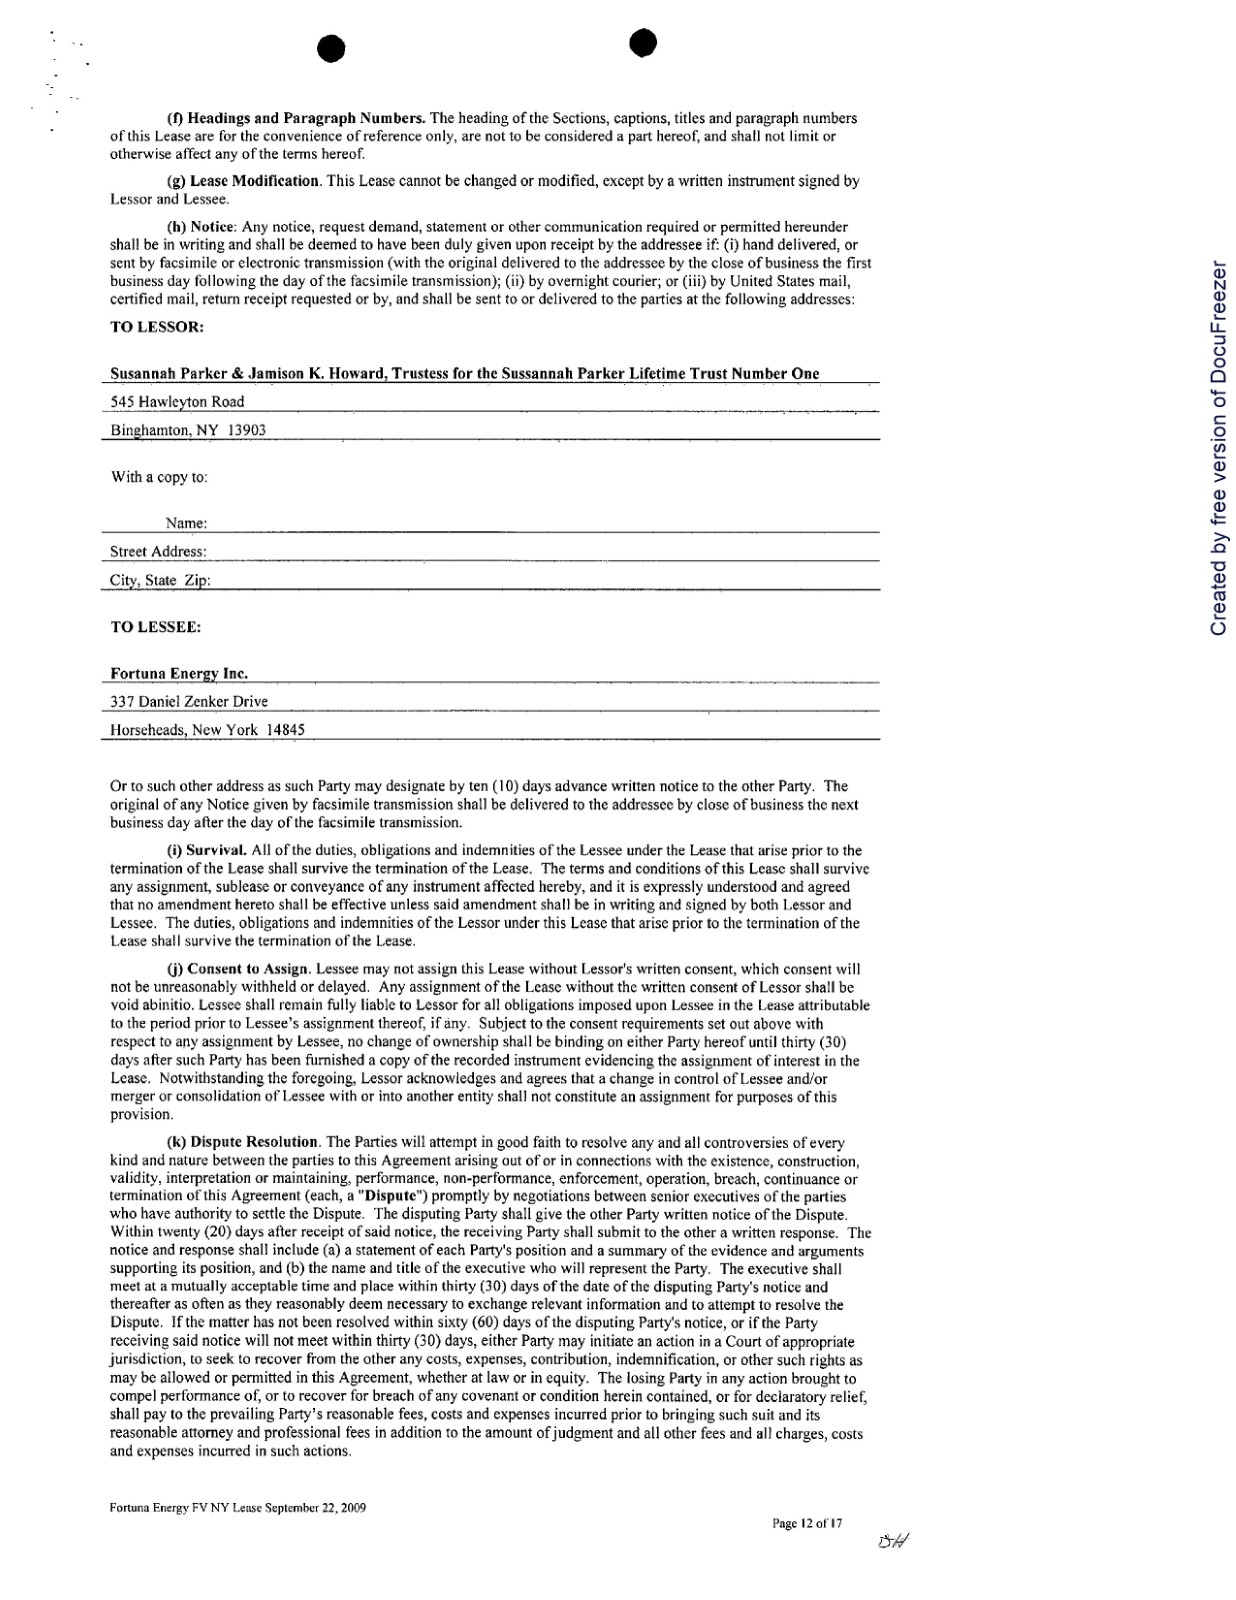 (f) Headings and Paragraph Numbers. The heading of the Sections, captions, titles and paragraph numbers
of this Lease are for the convenience of reference only, are not to be considered a part hereof, and shall not limit or
otherwise affect any of the terms hereof.
(g) Lease Modification. This Lease cannot be changed or modified, except by a written instrument signed by
Lessor and Lessee.
(h) Notice: Any notice, request demand, statement or other communication required or permitted hereunder
shall be in writing and shall be deemed to have been duly given upon receipt by the addressee if: (i) hand delivered, or
sent by facsimile or electronic transmission (with the original delivered to the addressee by the close of business the first
business day following the day of the facsimile transmission); (ii) by overnight courier; or (iii) by United States mail,
certified mail, return receipt requested or by, and shall be sent to or delivered to the parties at the following addresses:
TO LESSOR:
Susannah Parker & Jamison K. Howard, Trustess for the Sussannah Parker Lifetime Trust Number One
545 Hawleyton Road
Binghamton, NY 13903
With a copy to:
Name:
Street Address:
City, State Zip:
TO LESSEE:
Fortuna Energy Inc.
337 Daniel Zenker Drive
Horseheads, New York 14845
Or to such other address as such Party may designate by ten (10) days advance written notice to the other Party. The
original of any Notice given by facsimile transmission shall be delivered to the addressee by close of business the next
business day after the day of the facsimile transmission.
(i) Survival. All of the duties, obligations and indemnities of the Lessee under the Lease that arise prior to the
termination of the Lease shall survive the termination of the Lease. The terms and conditions of this Lease shall survive
any assignment, sublease or conveyance of any instrument affected hereby, and it is expressly understood and agreed
that no amendment hereto shall be effective unless said amendment shall be in writing and signed by both Lessor and
Lessee. The duties, obligations and indemnities of the Lessor under this Lease that arise prior to the termination of the
Lease shall survive the termination of the Lease.
(j) Consent to Assign. Lessee may not assign this Lease without Lessor's written consent, which consent will
not be unreasonably withheld or delayed. Any assignment of the Lease without the written consent of Lessor shall be
void abinitio. Lessee shall remain fully liable to Lessor for all obligations imposed upon Lessee in the Lease attributable
to the period prior to Lessee's assignment thereof, if any. Subject to the consent requirements set out above with
respect to any assignment by Lessee, no change of ownership shall be binding on either Party hereof until thirty (30)
days after such Party has been furnished a copy of the recorded instrument evidencing the assignment of interest in the
Lease. Notwithstanding the foregoing, Lessor acknowledges and agrees that a change in control of Lessee and/or
merger or consolidation of Lessee with or into another entity shall not constitute an assignment for purposes of this
provision.
(k) Dispute Resolution. The Parties will attempt in good faith to resolve any and all controversies of every
kind and nature between the parties to this Agreement arising out of or in connections with the existence, construction,
validity, interpretation or maintaining, performance, non-performance, enforcement, operation, breach, continuance or
termination of this Agreement (each, a "Dispute") promptly by negotiations between senior executives of the parties
who have authority to settle the Dispute. The disputing Party shall give the other Party written notice of the Dispute.
Within twenty (20) days after receipt of said notice, the receiving Party shall submit to the other a written response. The
notice and response shall include (a) a statement of each Party's position and a summary of the evidence and arguments
supporting its position, and (b) the name and title of the executive who will represent the Party. The executive shall
meet at a mutually acceptable time and place within thirty (30) days of the date of the disputing Party's notice and
thereafter as often as they reasonably deem necessary to exchange relevant information and to attempt to resolve the
Dispute. If the matter has not been resolved within sixty (60) days of the disputing Party's notice, or if the Party
receiving said notice will not meet within thirty (30) days, either Party may initiate an action in a Court of appropriate
jurisdiction, to seek to recover from the other any costs, expenses, contribution, indemnification, or other such rights as
may be allowed or permitted in this Agreement, whether at law or in equity. The losing Party in any action brought to
compel performance of, or to recover for breach of any covenant or condition herein contained, or for declaratory relief,
shall pay to the prevailing Party's reasonable fees, costs and expenses incurred prior to bringing such suit and its
reasonable attorney and professional fees in addition to the amount of judgment and all other fees and all charges, costs
and expenses incurred in such actions.
Fortuna Energy FV NY Lease September 22, 2009
Page 12 of 17
Created by free version of DocuFreezer